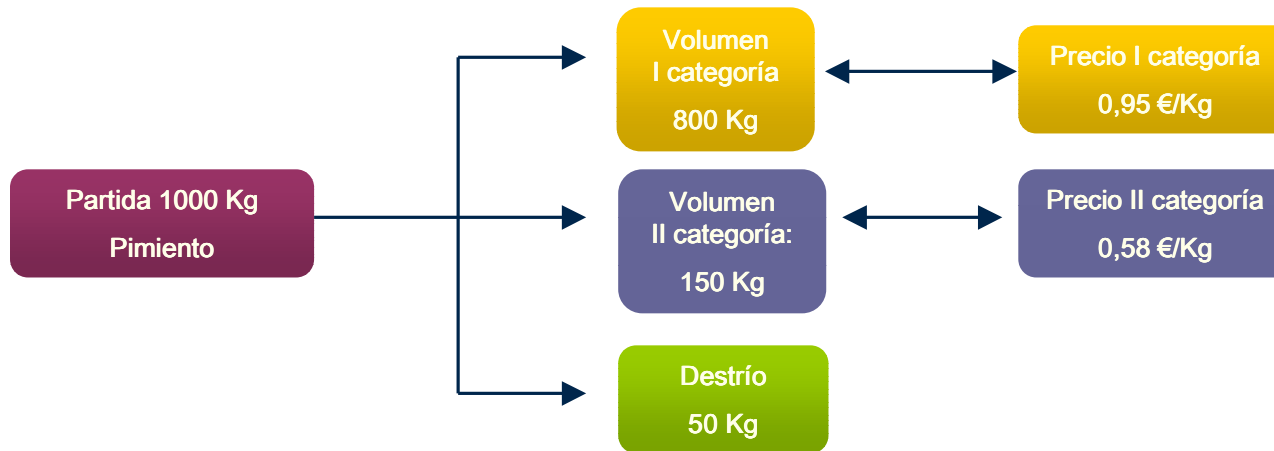 Partida 1000 Kg
Pimiento
Volumen
I categoría
800 Kg
Precio I categoría
0,95 €/Kg
Volumen
II categoría:
150 Kg
Precio II categoría
0,58 €/Kg
Destrío
50 Kg